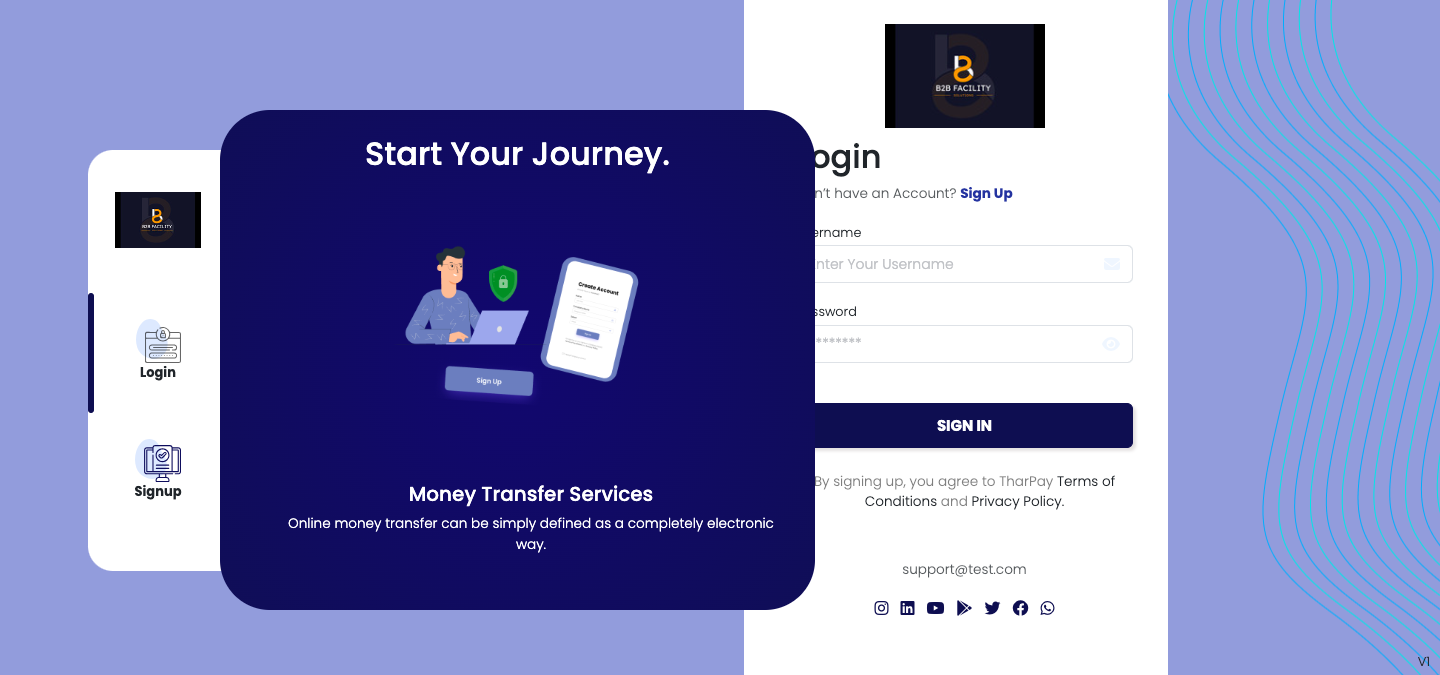 B2B FACILITY
SOLUTIONS
Login
Signup
Start Your Journey.
Create Account
Sign Up
Money Transfer Services
Online money transfer can be simply defined as a completely electronic
way.
B2B FACILITY
SOLUTIONS
ogin
n't have an Account? Sign Up
ername
nter Your Username
ssword
*******
SIGN IN
By signing up, you agree to TharPay Terms of
Conditions and Privacy Policy.
support@test.com
V1